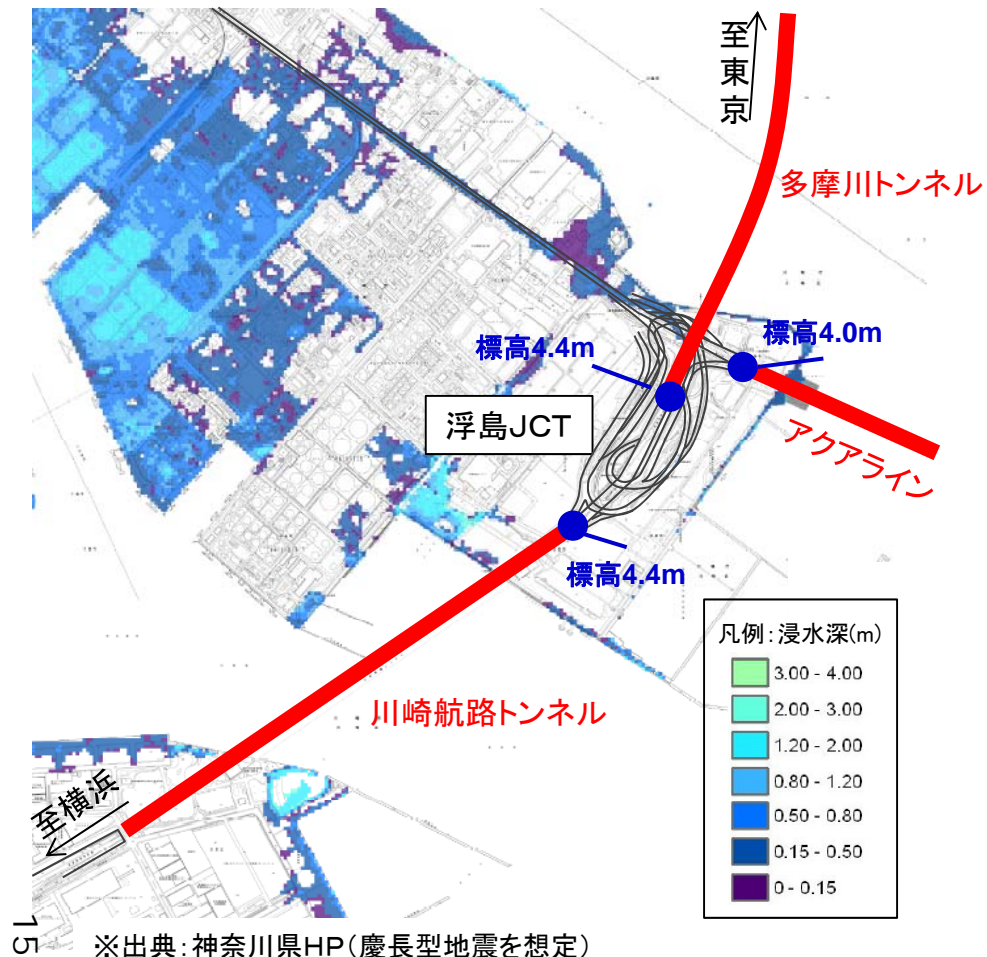 至東京
多摩川トンネル
標高4.0m
標高4.4m
浮島JCT
アクアライン
標高4.4m
凡例：浸水深(m)
3.00 - 4.00
2.00 - 3.00
1.20 - 2.00
0.80 - 1.20
0.50 - 0.80
0.15 - 0.50
0 - 0.15
川崎航路トンネル
至横浜
15
※出典：神奈川県HP（慶長型地震を想定）